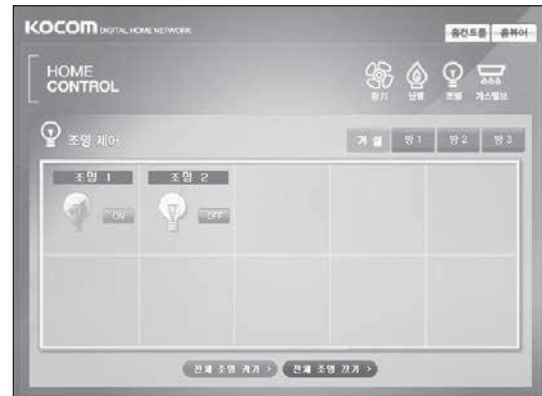 KOCOM DIGITAL HOME NETWORK
홈컨트롤 홈뷰어
HOME
CONTROL
환기 난방 조명 가스밸브
조명 제어
거 실 방 1 방 2 방 3
조명 1 조명 2
ON OFF
전체 조명 켜기 > 전체 조명 끄기 >